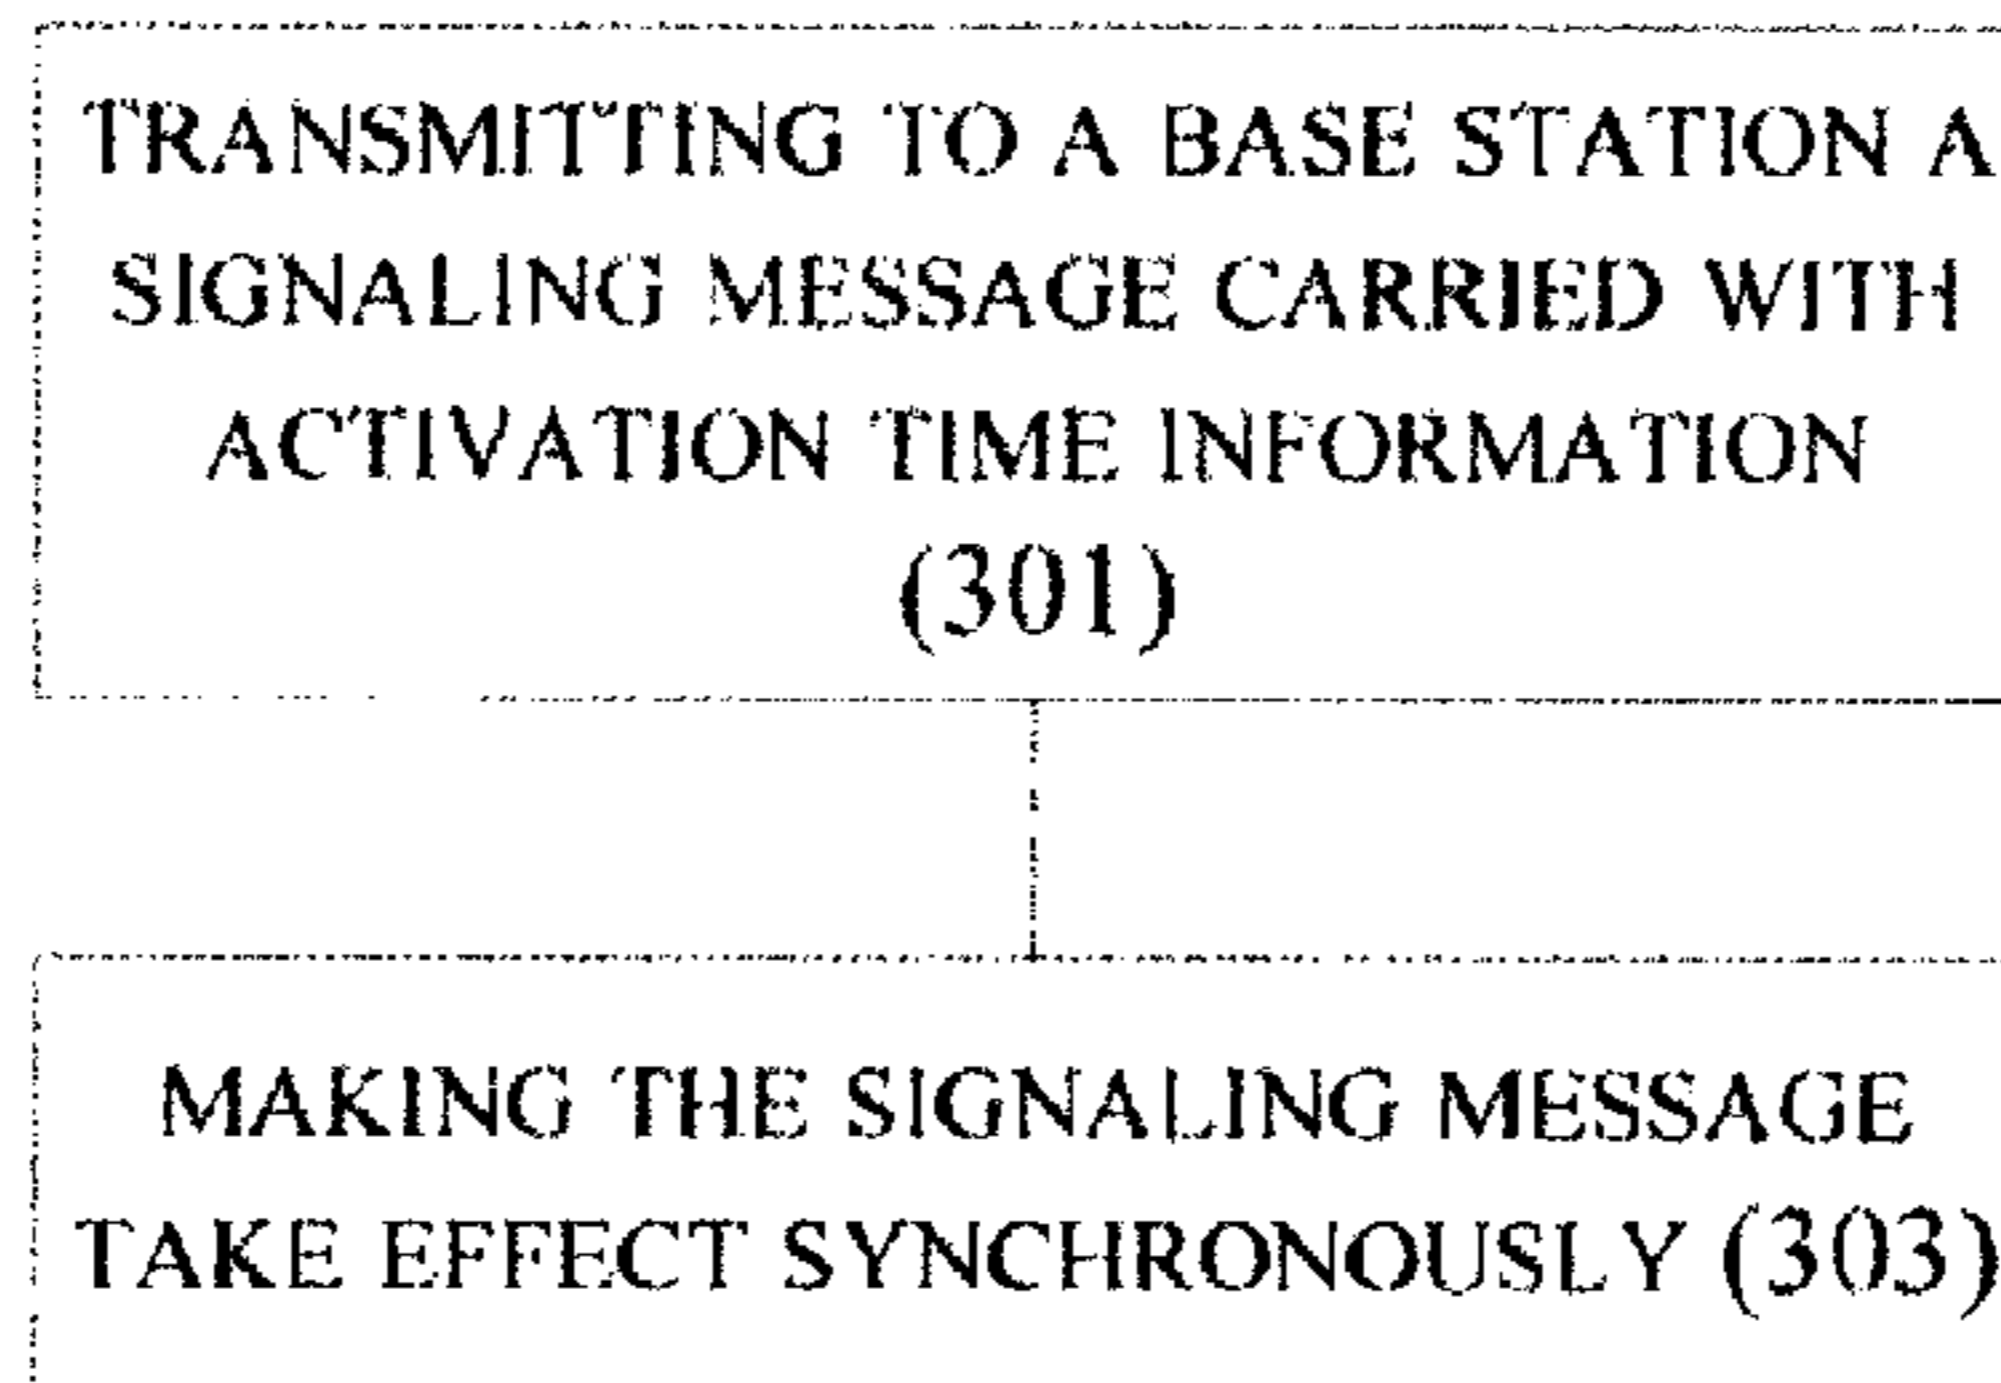 TRANSMITTING TO A BASE STATION A
SIGNALING MESSAGE CARRIED WITH
ACTIVATION TIME INFORMATION
(301)
MAKING THE SIGNALING MESSAGE
TAKE EFFECT SYNCHRONOUSLY (303)